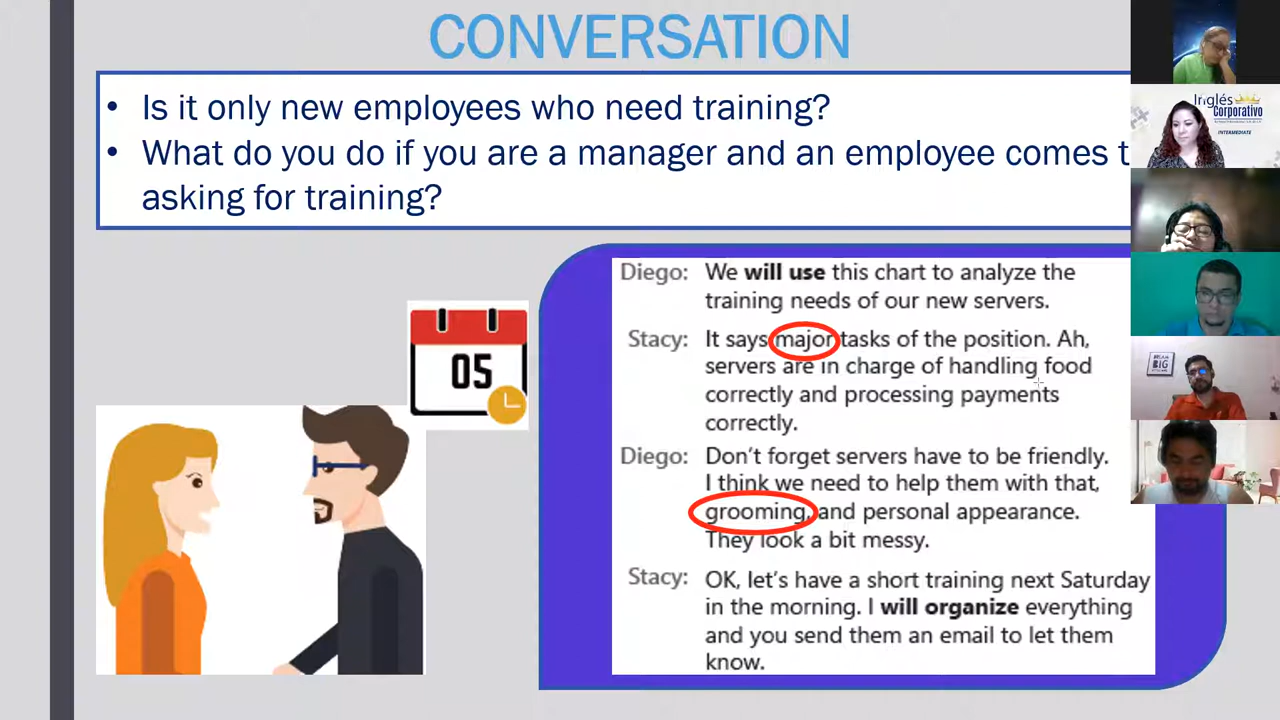 CONVERSATION
• Is it only new employees who need training?
• What do you do if you are a manager and an employee comes t
asking for training?
05
Diego: We will use this chart to analyze the
training needs of our new servers.
Stacy: It says major tasks of the position. Ah,
servers are in charge of handling food
correctly and processing payments
correctly.
Diego: Don't forget servers have to be friendly.
I think we need to help them with that,
grooming, and personal appearance.
They look a bit messy.
Stacy: OK, let's have a short training next Saturday
in the morning. I will organize everything
and you send them an email to let them
know.
Inglés
Corporativo
INTERMEDIATE
BIG